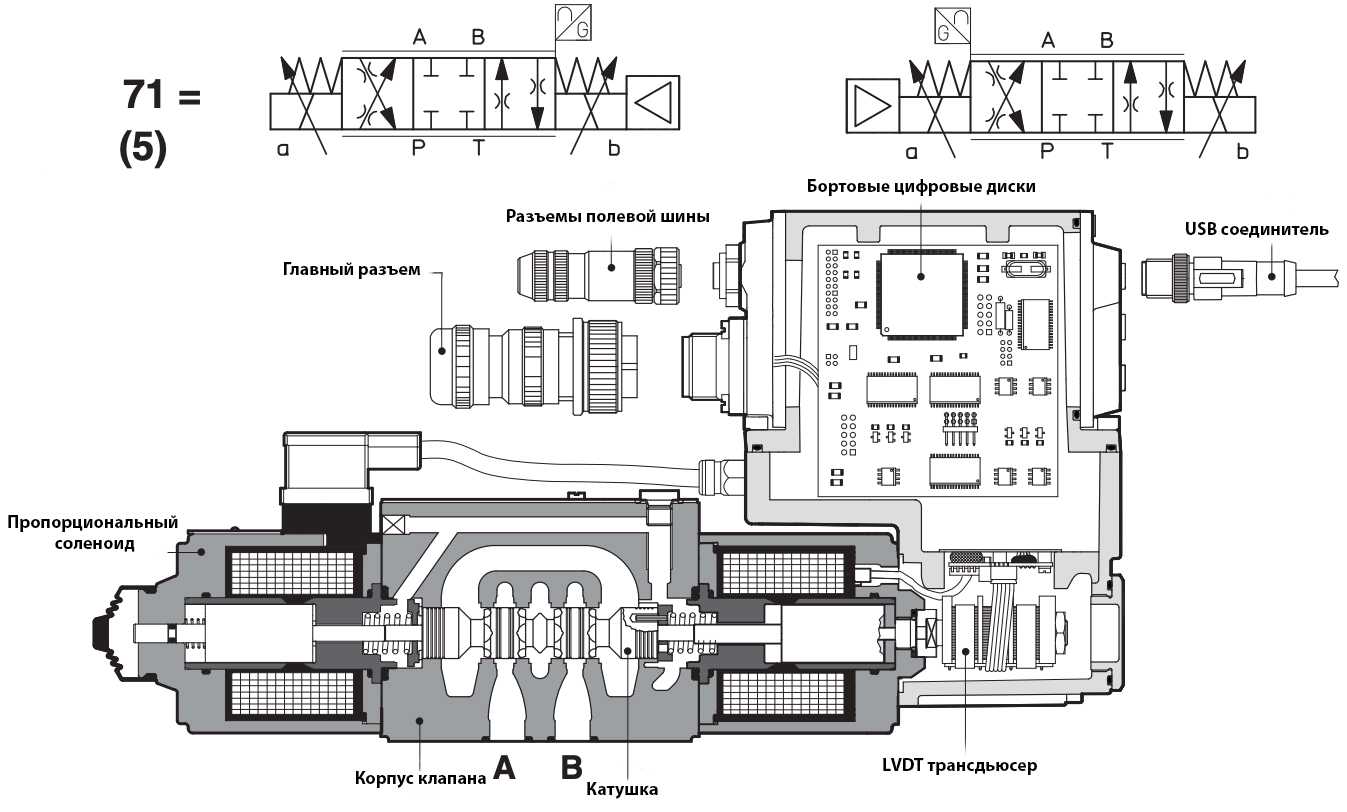 G
G
A B
A B
71 =
(5)
a P T b
a P T b
Бортовые цифровые диски
Разъемы полевой шины
USB соединитель
Главный разъем
Пропорциональный
соленоид
LVDT трансдьюсер
Корпус клапана
A
B
Катушка